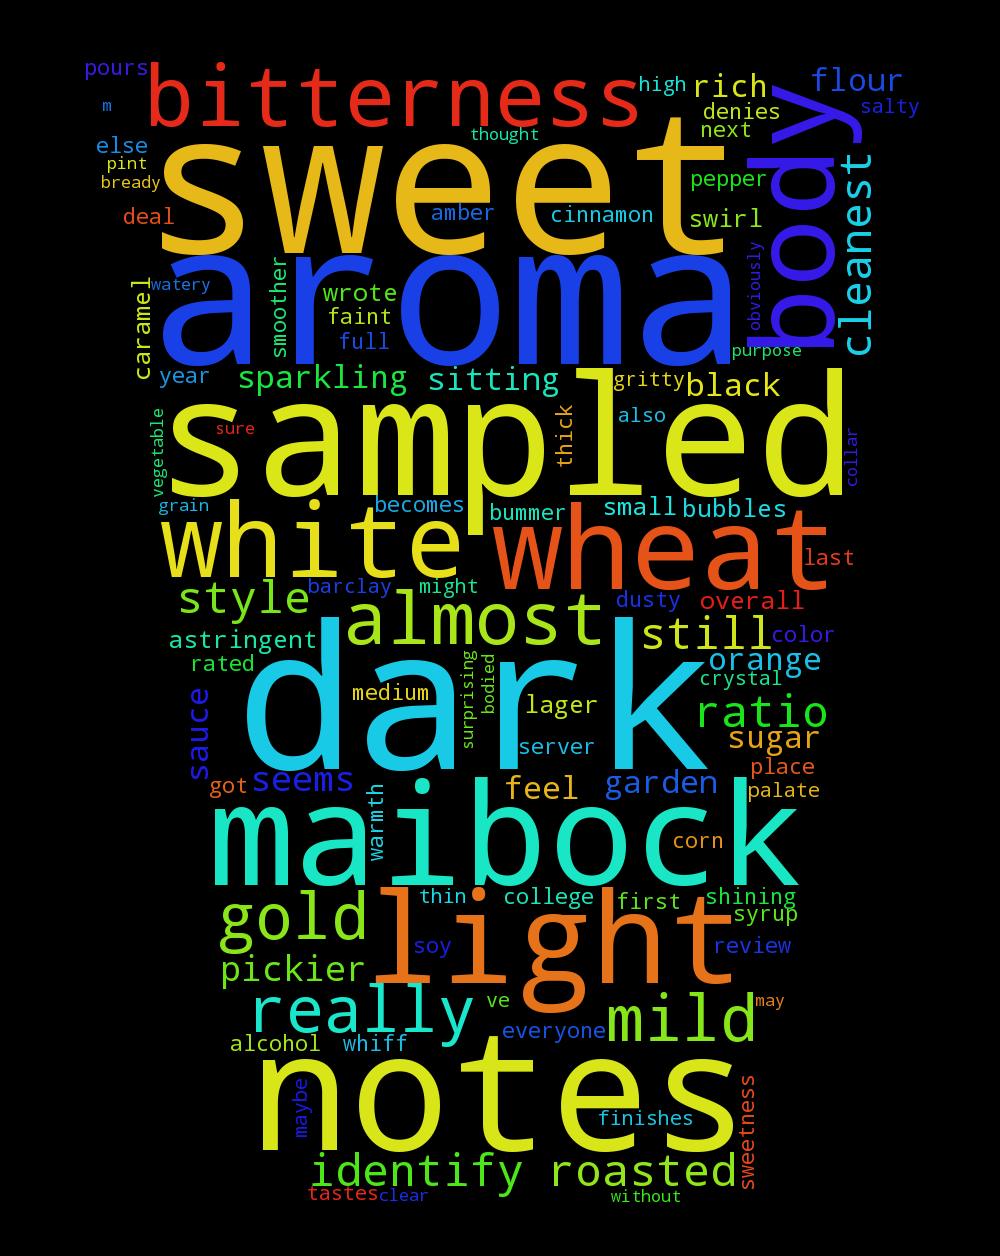 pours
bitterness
high
rich
flour
m
denies
salty
thought
next
else
sweet
body
pint
bready
pepper
cleanest
deal
amber
cinnamon
swirl
aroma
obviously
caramel
watery
smoother
wrote
faint
full
purpose
year
sparkling
sitting
gritty
black
sampled
also
thick
vegetable
sure
collar
grain
becomes
bummer
small
bubbles
white
wheat
last
style
barclay
might
almost
dusty
overall
astringent
still
color
rated
dark
orange
surprising
bodied
crystal
medium
lager
ratio
sauce
server
sugar
seems
place
got
feel
garden
palate
maibock
warmth
corn
gold
thin
light
college
first
shining
syrup
soy
review
pickier
really
ve
mild
may
everyone
alcohol
whiff
notes
maybe
finishes
sweetness
identify
roasted
tastes
clear
without